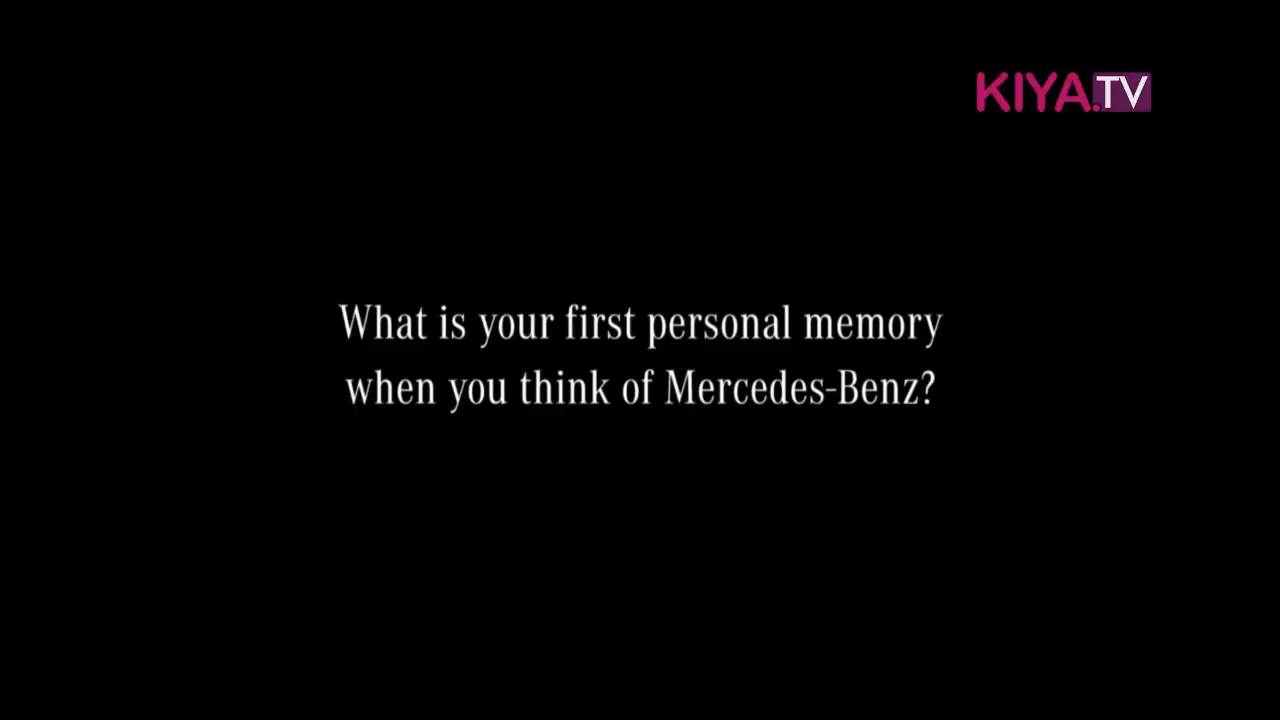 KIYA.TV
What is your first personal memory
when you think of Mercedes-Benz?